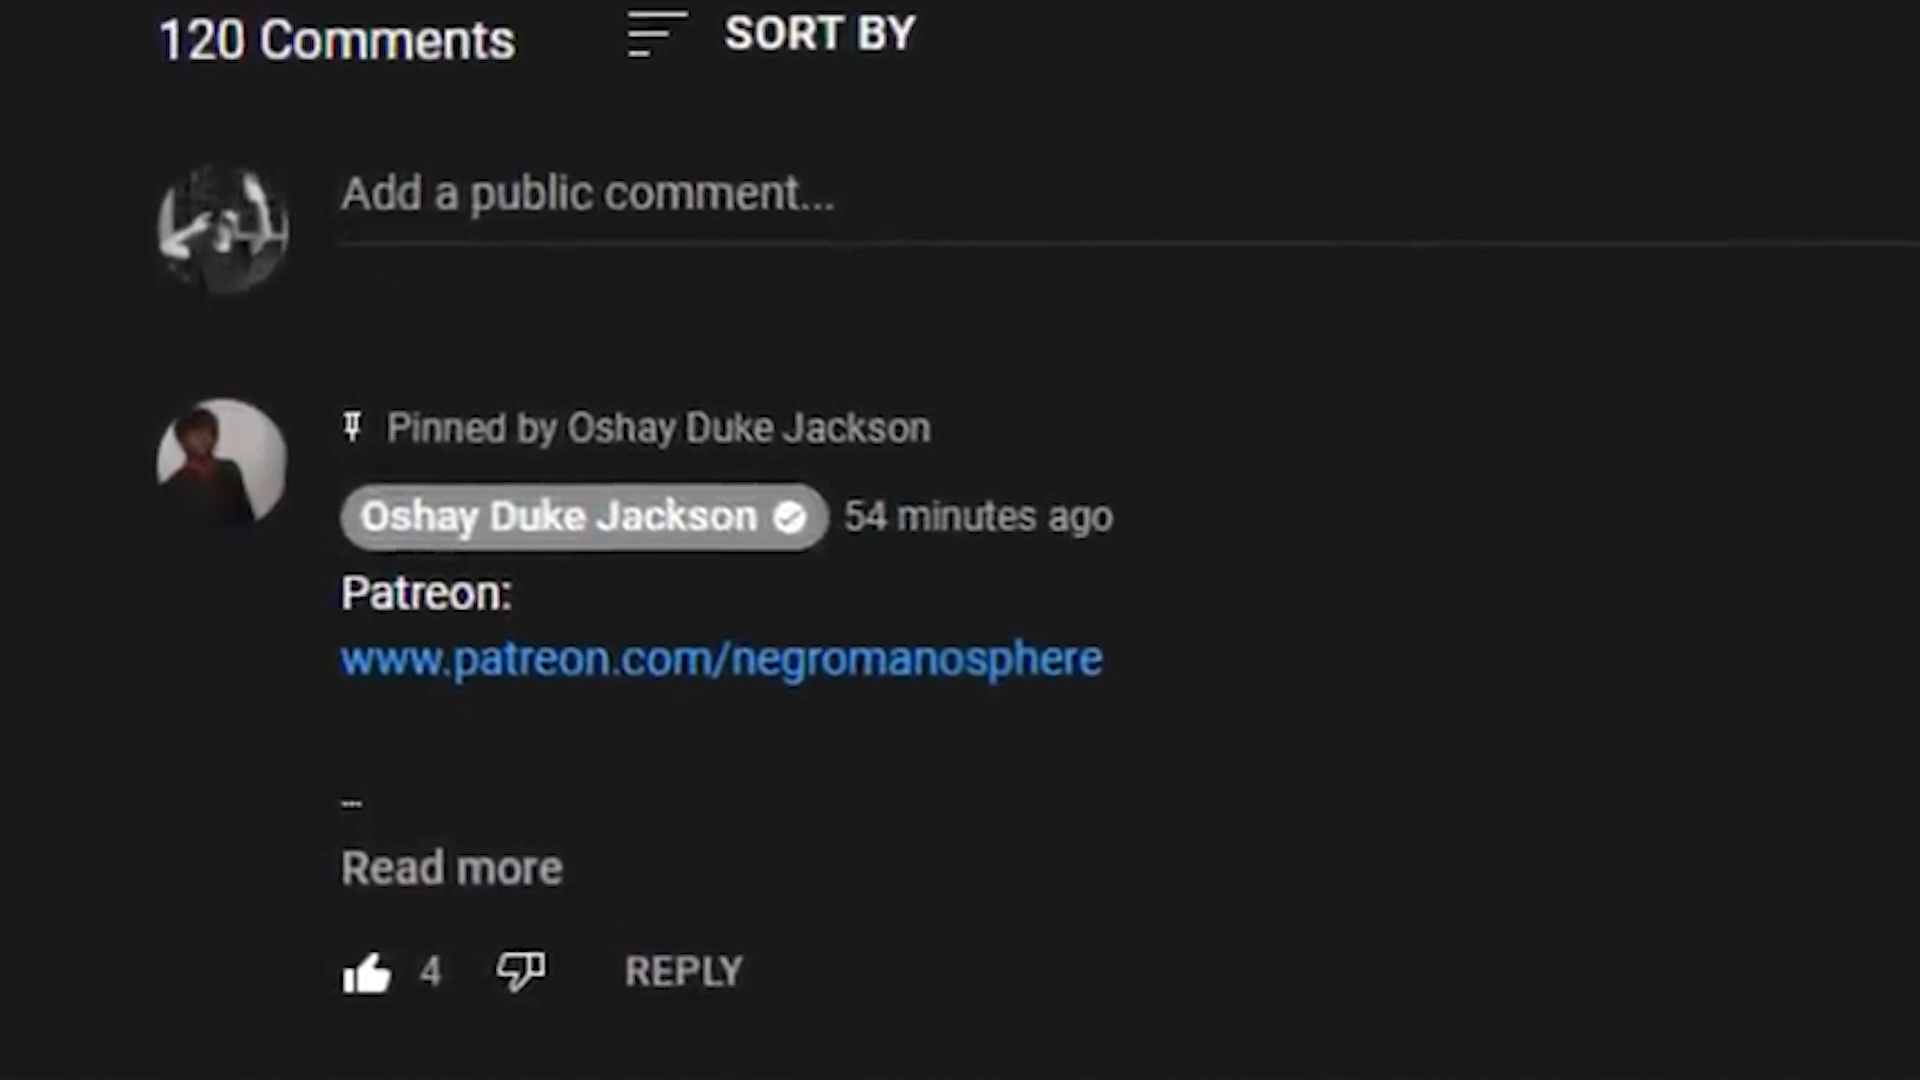 120 Comments
SORT BY
Add a public comment...
Pinned by Oshay Duke Jackson
Oshay Duke Jackson
54 minutes ago
Patreon:
www.patreon.com/negromanosphere
...
Read more
4
REPLY